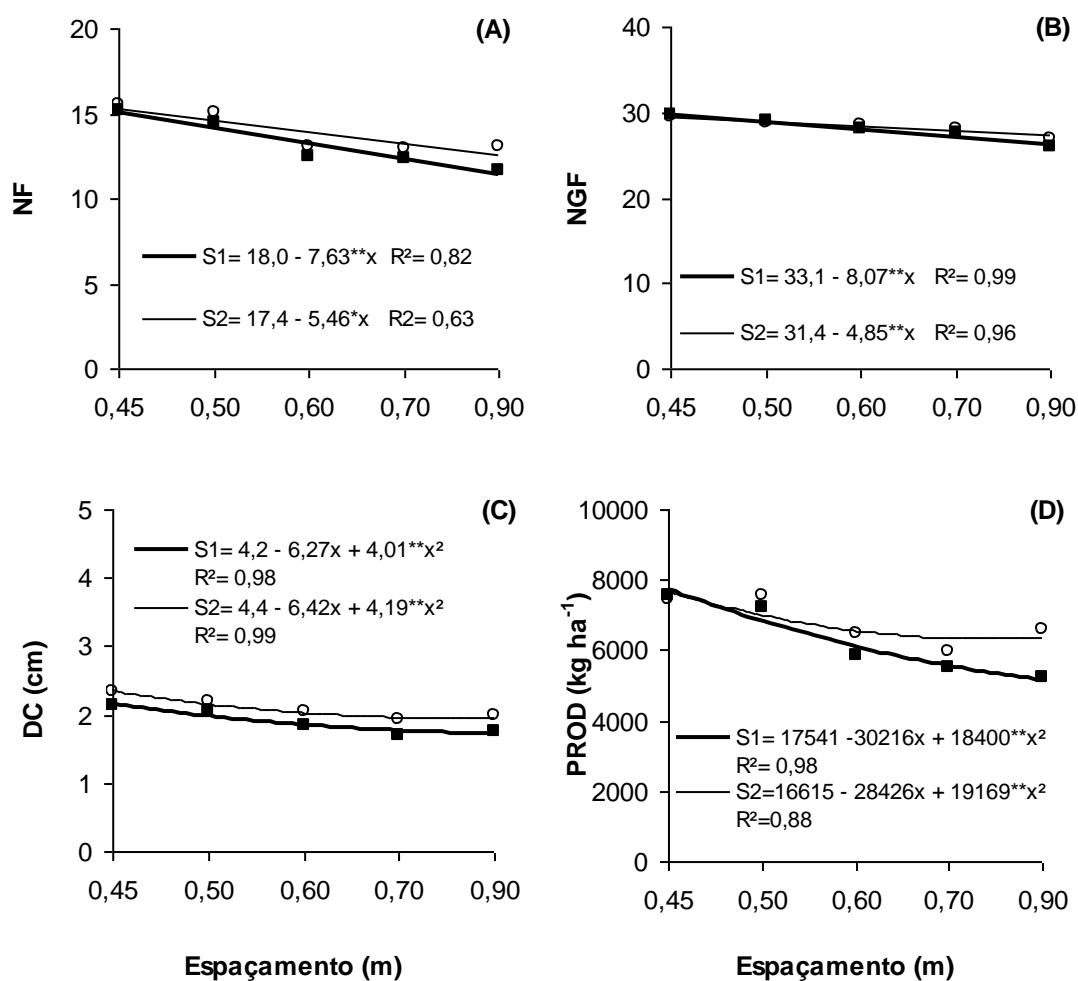 (A)
20
15
10
5
0
NF
S1= 18,0 - 7,63**x R²= 0,82
S2= 17,4 - 5,46*x R2= 0,63
0,45 0,50 0,60 0,70 0,90
(B)
40
30
20
10
0
NGF
S1= 33,1 - 8,07**x R²= 0,99
S2= 31,4 - 4,85**x R²= 0,96
0,45 0,50 0,60 0,70 0,90
(C)
5
4
3
2
1
0
DC (cm)
S1= 4,2 - 6,27x + 4,01**x²
R²= 0,98
S2= 4,4 - 6,42x + 4,19**x²
R²= 0,99
0,45 0,50 0,60 0,70 0,90
Espaçamento (m)
(D)
10000
8000
6000
4000
2000
0
PROD (kg ha⁻¹)
S1= 17541 -30216x + 18400**x²
R²= 0,98
S2=16615 - 28426x + 19169**x²
R²=0,88
0,45 0,50 0,60 0,70 0,90
Espaçamento (m)